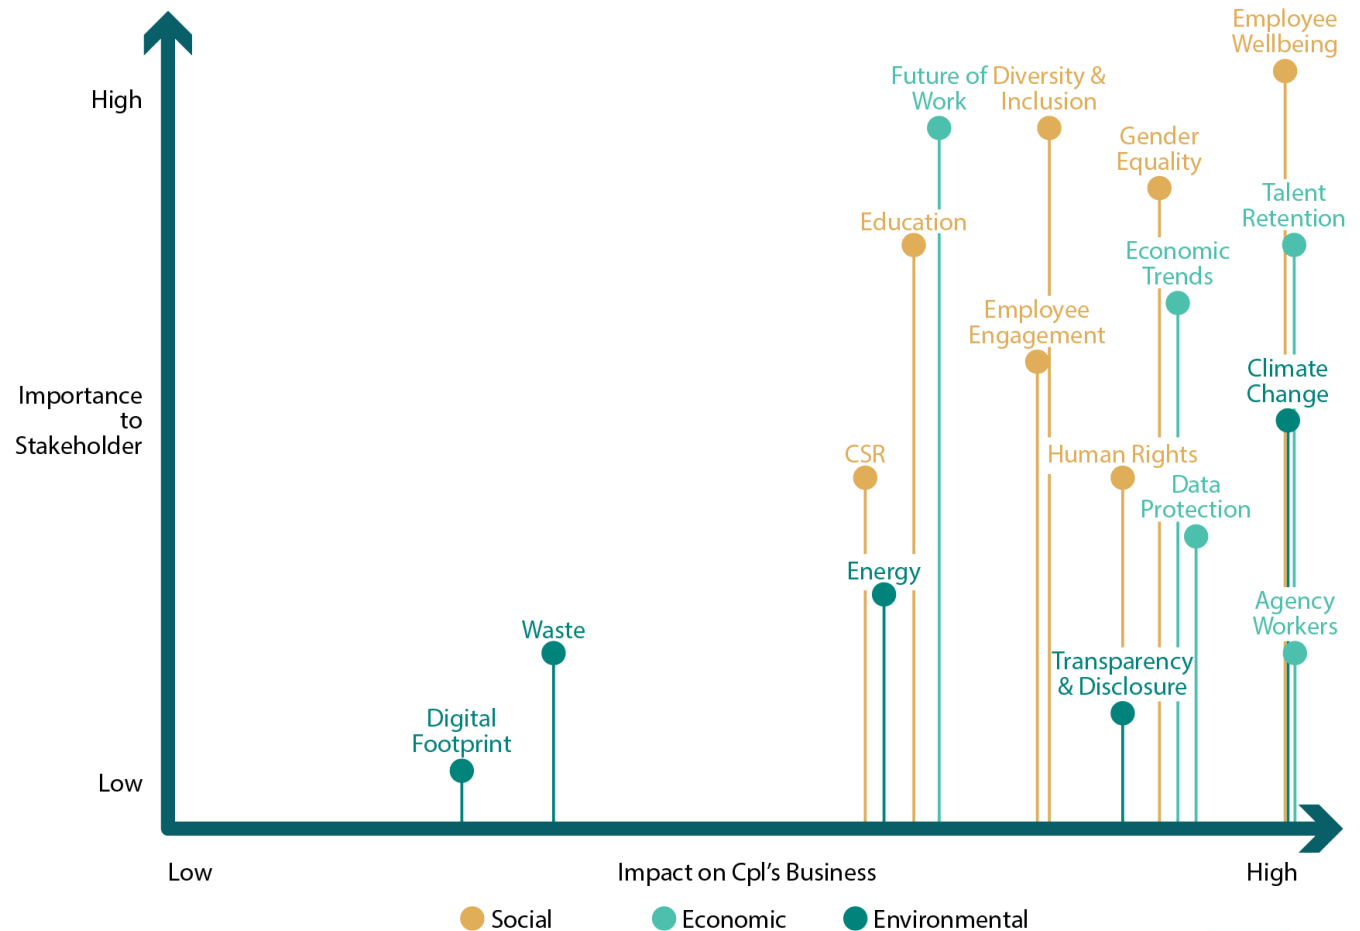 Employee
Wellbeing
High
Future of
Work
Diversity &
Inclusion
Gender
Equality
Talent
Retention
Education
Economic
Trends
Employee
Engagement
Climate
Change
Importance
to
Stakeholder
CSR
Human Rights
Data
Protection
Energy
Agency
Workers
Waste
Transparency
& Disclosure
Digital
Footprint
Low
Low
Impact on Cpl's Business
High
Social
Economic
Environmental